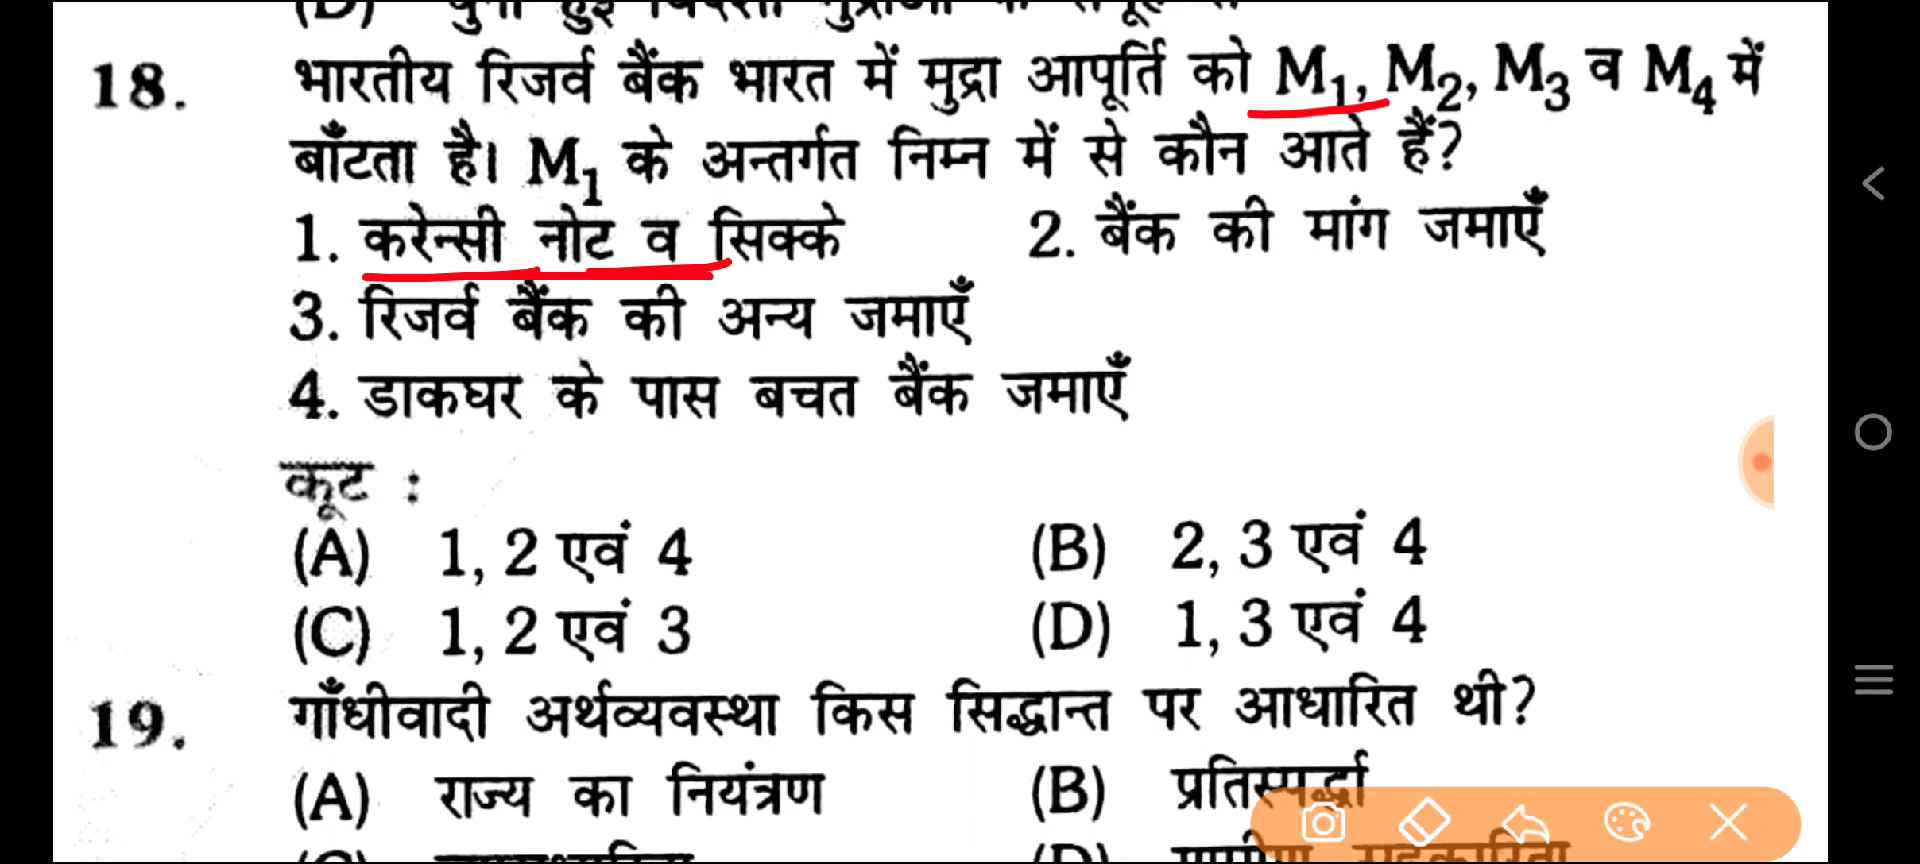 18. भारतीय रिजर्व बैंक भारत में मुद्रा आपूर्ति को M₁, M₂, M₃ व M₄ में
बाँटता है। M₁ के अन्तर्गत निम्न में से कौन आते हैं?
1. करेन्सी नोट व सिक्के 2. बैंक की मांग जमाएँ
3. रिजर्व बैंक की अन्य जमाएँ
4. डाकघर के पास बचत बैंक जमाएँ
कूट :
(A) 1, 2 एवं 4 (B) 2, 3 एवं 4
(C) 1, 2 एवं 3 (D) 1, 3 एवं 4
19. गाँधीवादी अर्थव्यवस्था किस सिद्धान्त पर आधारित थी?
(A) राज्य का नियंत्रण (B) प्रतिस्पर्द्धा
(C) (D)